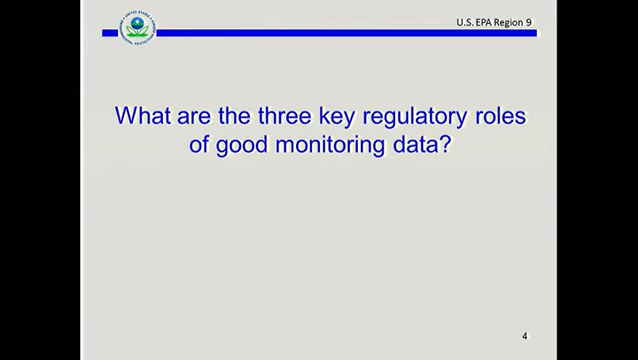 U.S. EPA Region 9
What are the three key regulatory roles
of good monitoring data?
4